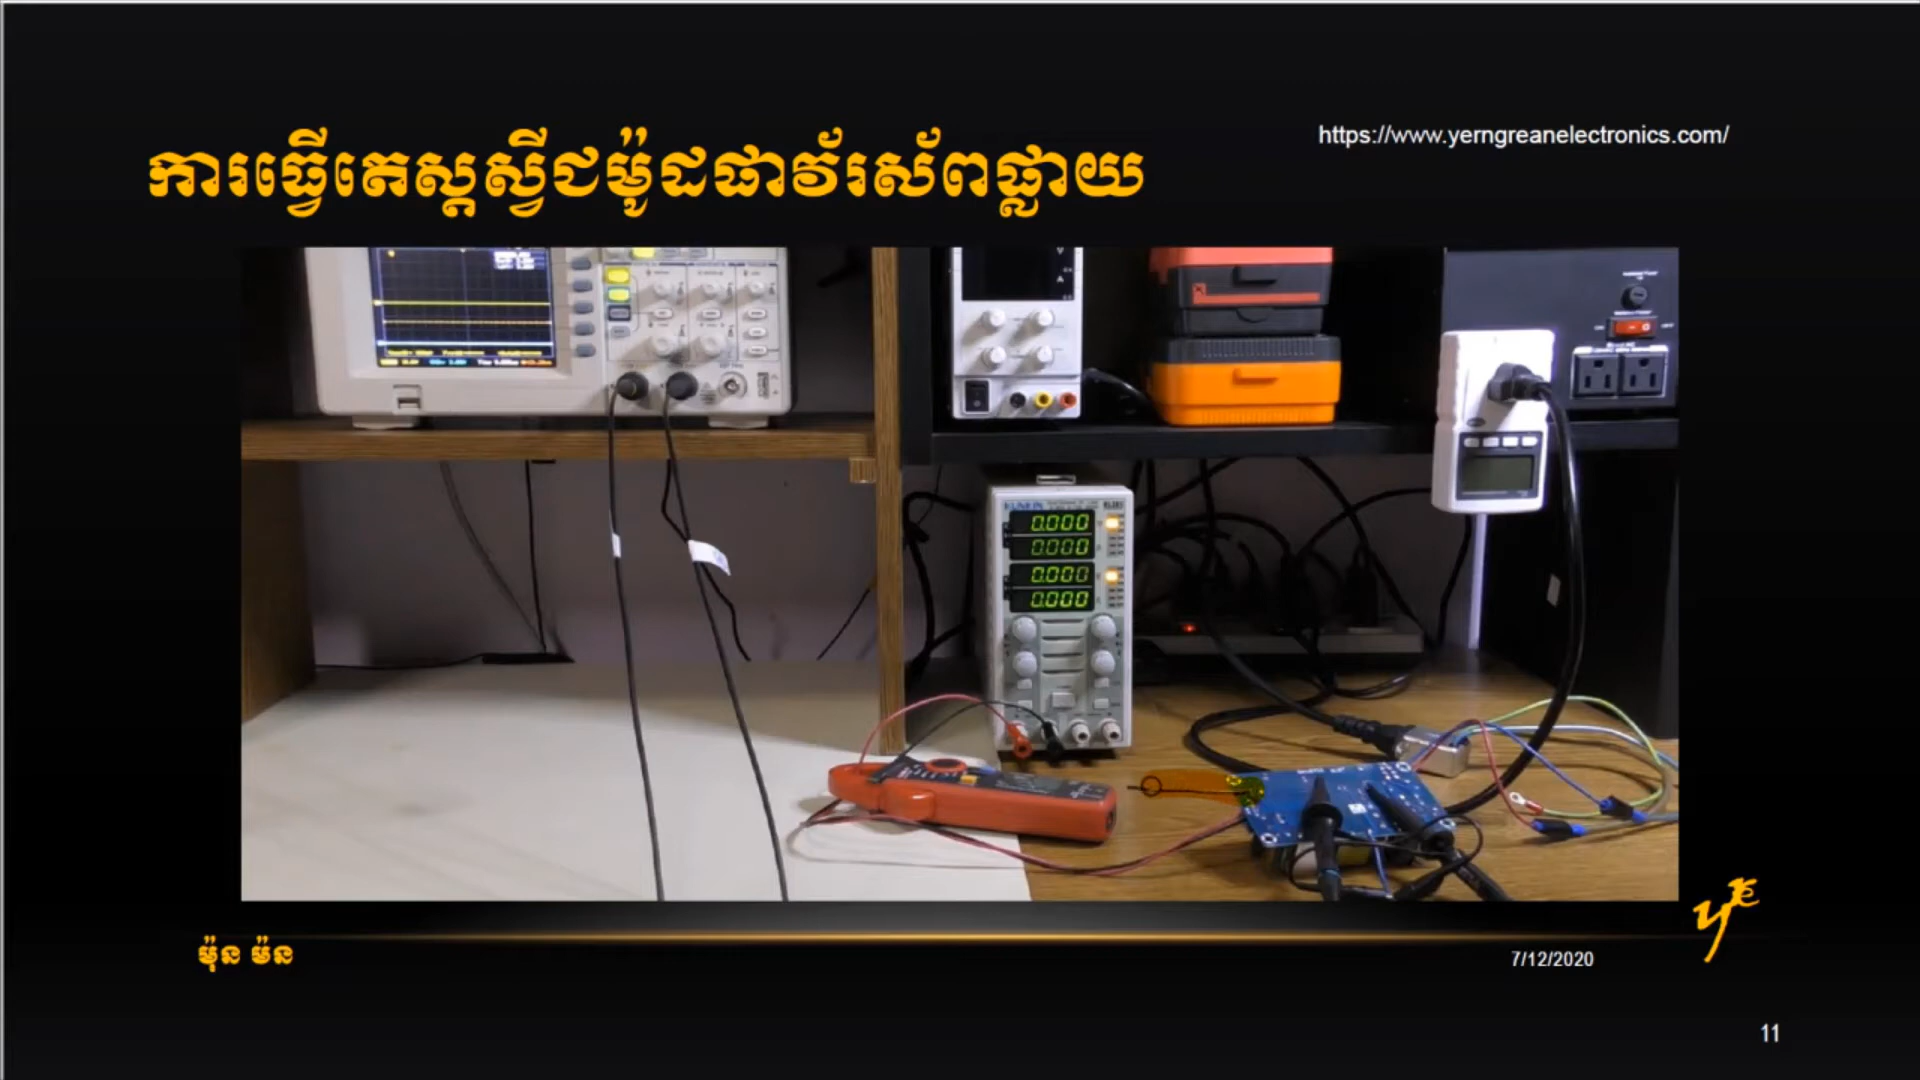 ការធ្វើតេស្តស្វីជម៉ូដផាវ័រស័ពផ្លាយ
https://www.yerngreanelectronics.com/
0.000
0.000
0.000
0.000
ម៉ុន ម៉ន
7/12/2020
11